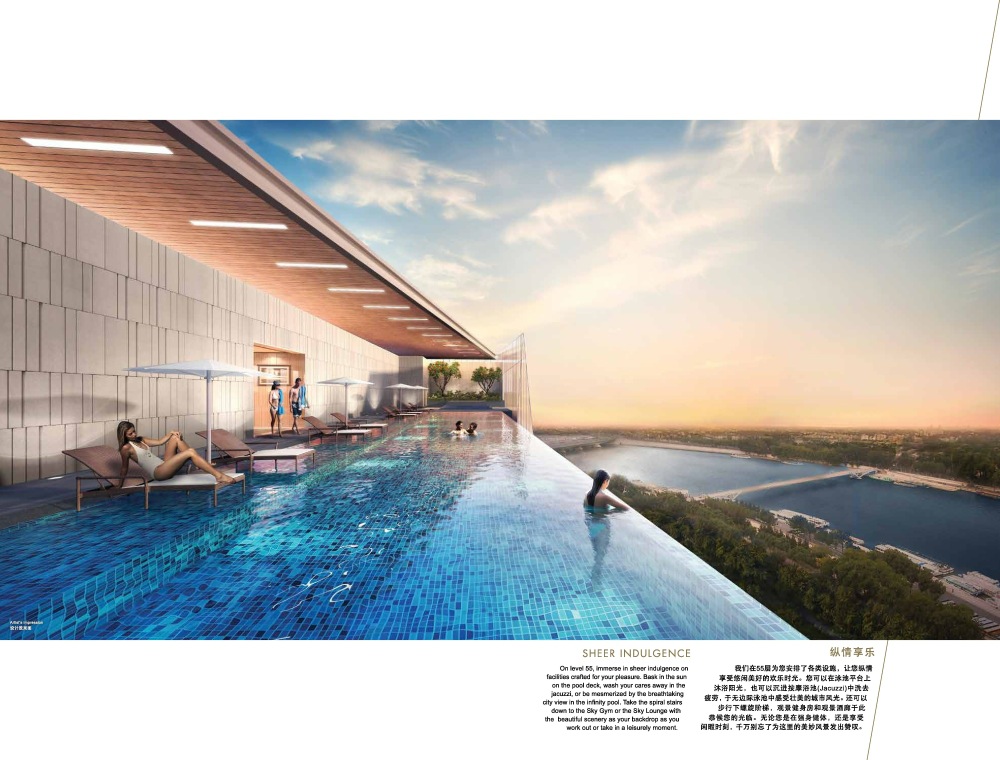 Artist's Impression
设计效果图
SHEER INDULGENCE
On level 55, immerse in sheer indulgence on
facilities crafted for your pleasure. Bask in the sun
on the pool deck, wash your cares away in the
jacuzzi, or be mesmerized by the breathtaking
city view in the infinity pool. Take the spiral stairs
down to the Sky Gym or the Sky Lounge with
the beautiful scenery as your backdrop as you
work out or take in a leisurely moment.
纵情享乐
我们在55层为您安排了各类设施，让您纵情
享受悠闲美好的欢乐时光。您可以在泳池平台上
沐浴阳光，也可以沉进按摩浴池(Jacuzzi)中洗去
疲劳，于无边际泳池中感受壮美的城市风光。还可以
步行下螺旋阶梯，观景健身房和观景酒廊于此
恭候您的光临。无论您是在强身健体，还是享受
闲暇时刻，千万别忘了为这里的美妙风景发出赞叹。